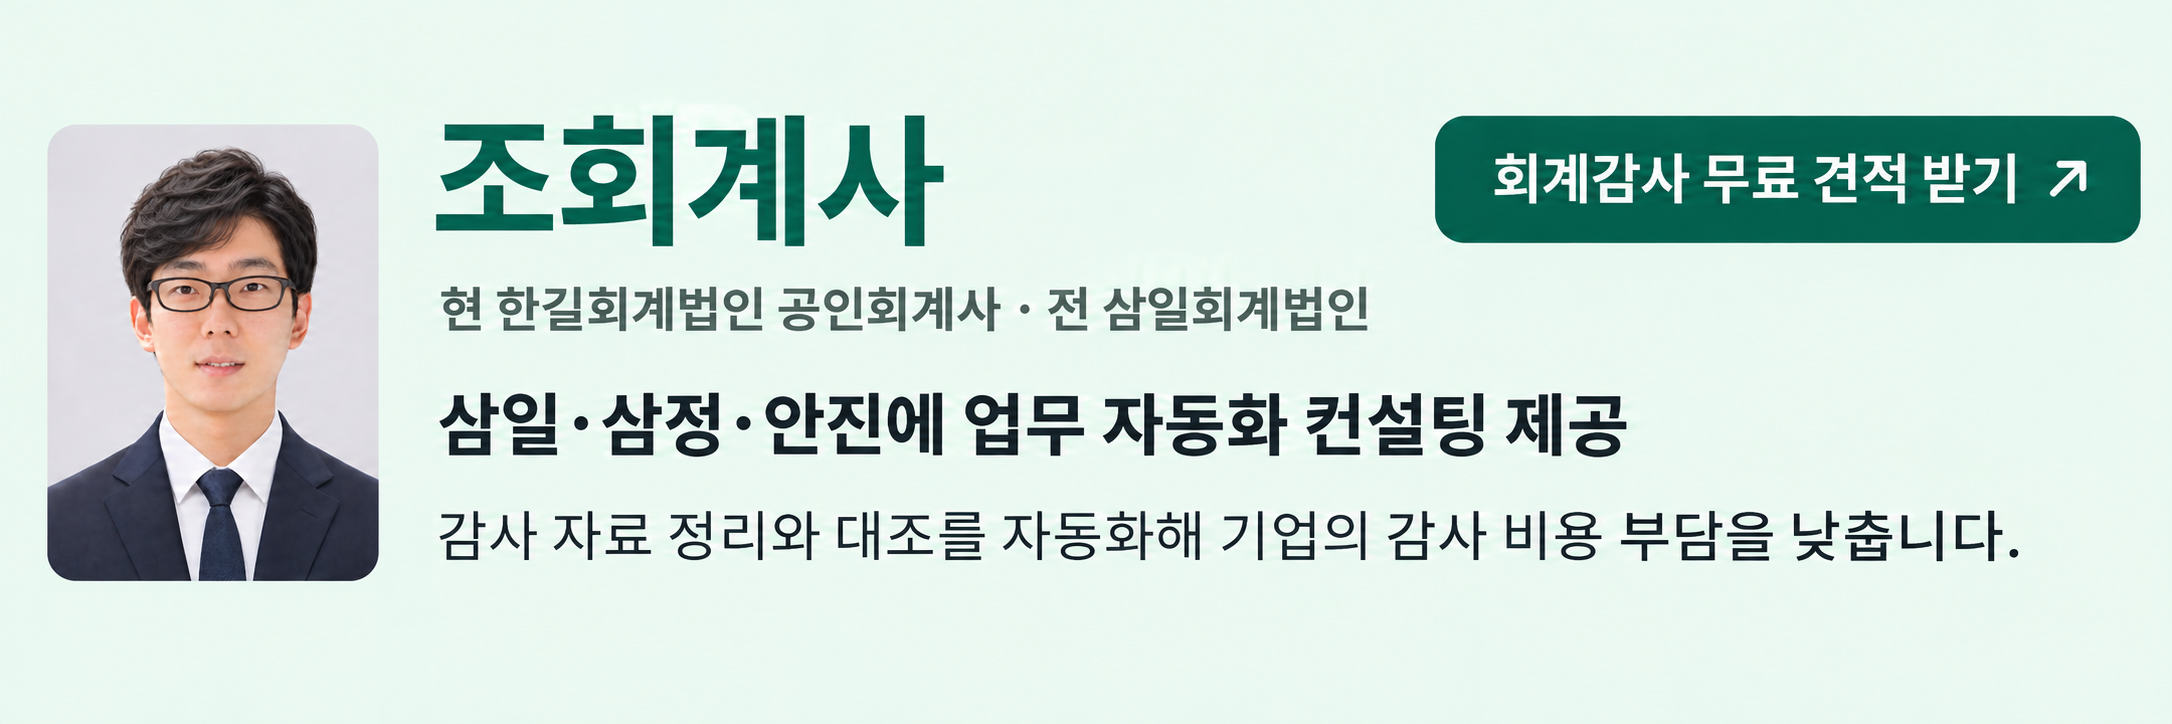 조회계사
회계감사 무료 견적 받기 ↗
현 한길회계법인 공인회계사 · 전 삼일회계법인
삼일·삼정·안진에 업무 자동화 컨설팅 제공
감사 자료 정리와 대조를 자동화해 기업의 감사 비용 부담을 낮춥니다.